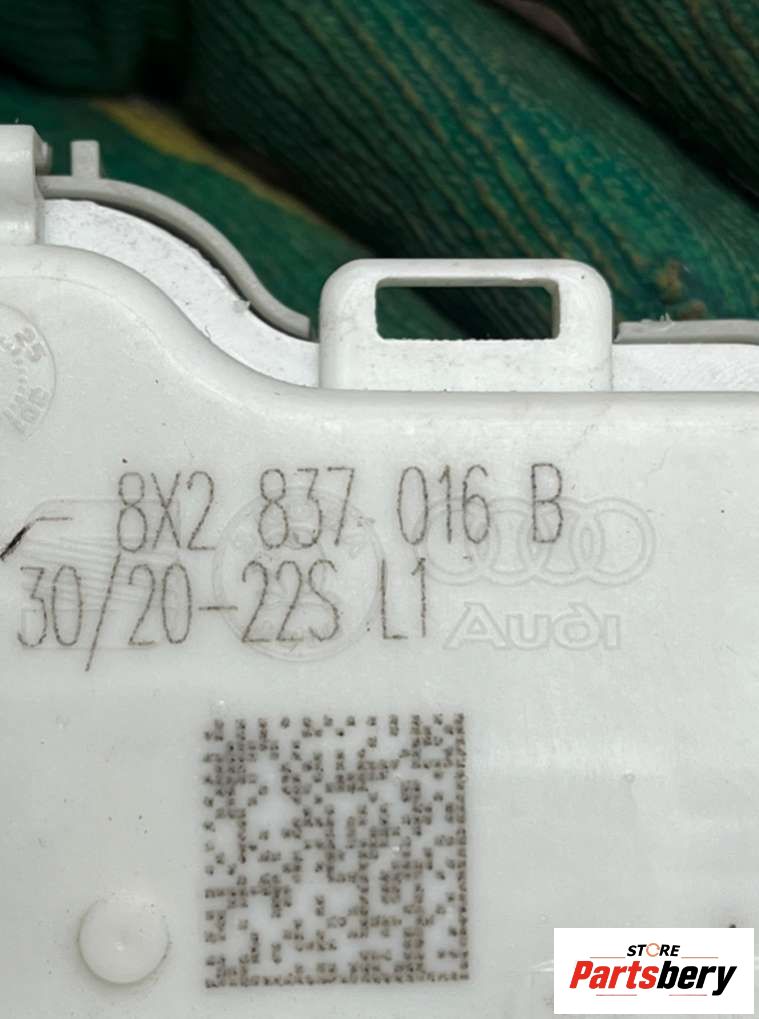 8X2 837 016 B
30/20-22S L1
Audi
STORE
Partsbery